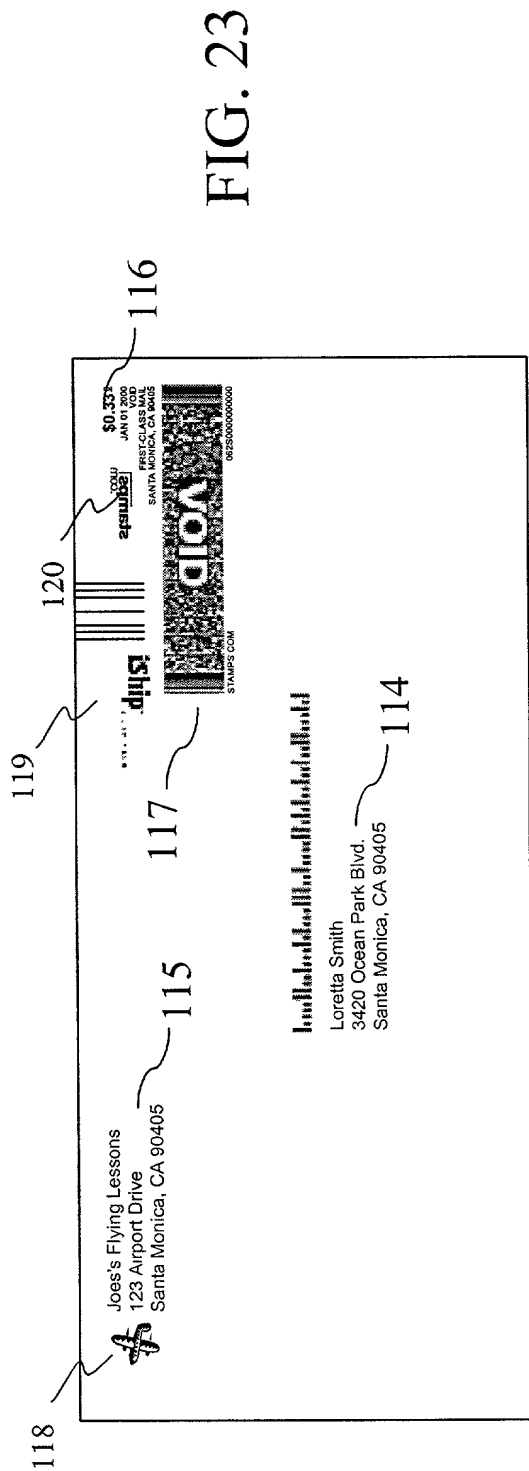 FIG. 23
118
Joes's Flying Lessons
123 Airport Drive
Santa Monica, CA 90405
115
119
iShip
120
stamps.com
$0.33²
116
JAN 01 2000
VOID
FIRST-CLASS MAIL
SANTA MONICA, CA 90405
VOID
117
STAMPS.COM
062S0000000000
Loretta Smith
3420 Ocean Park Blvd.
Santa Monica, CA 90405
114